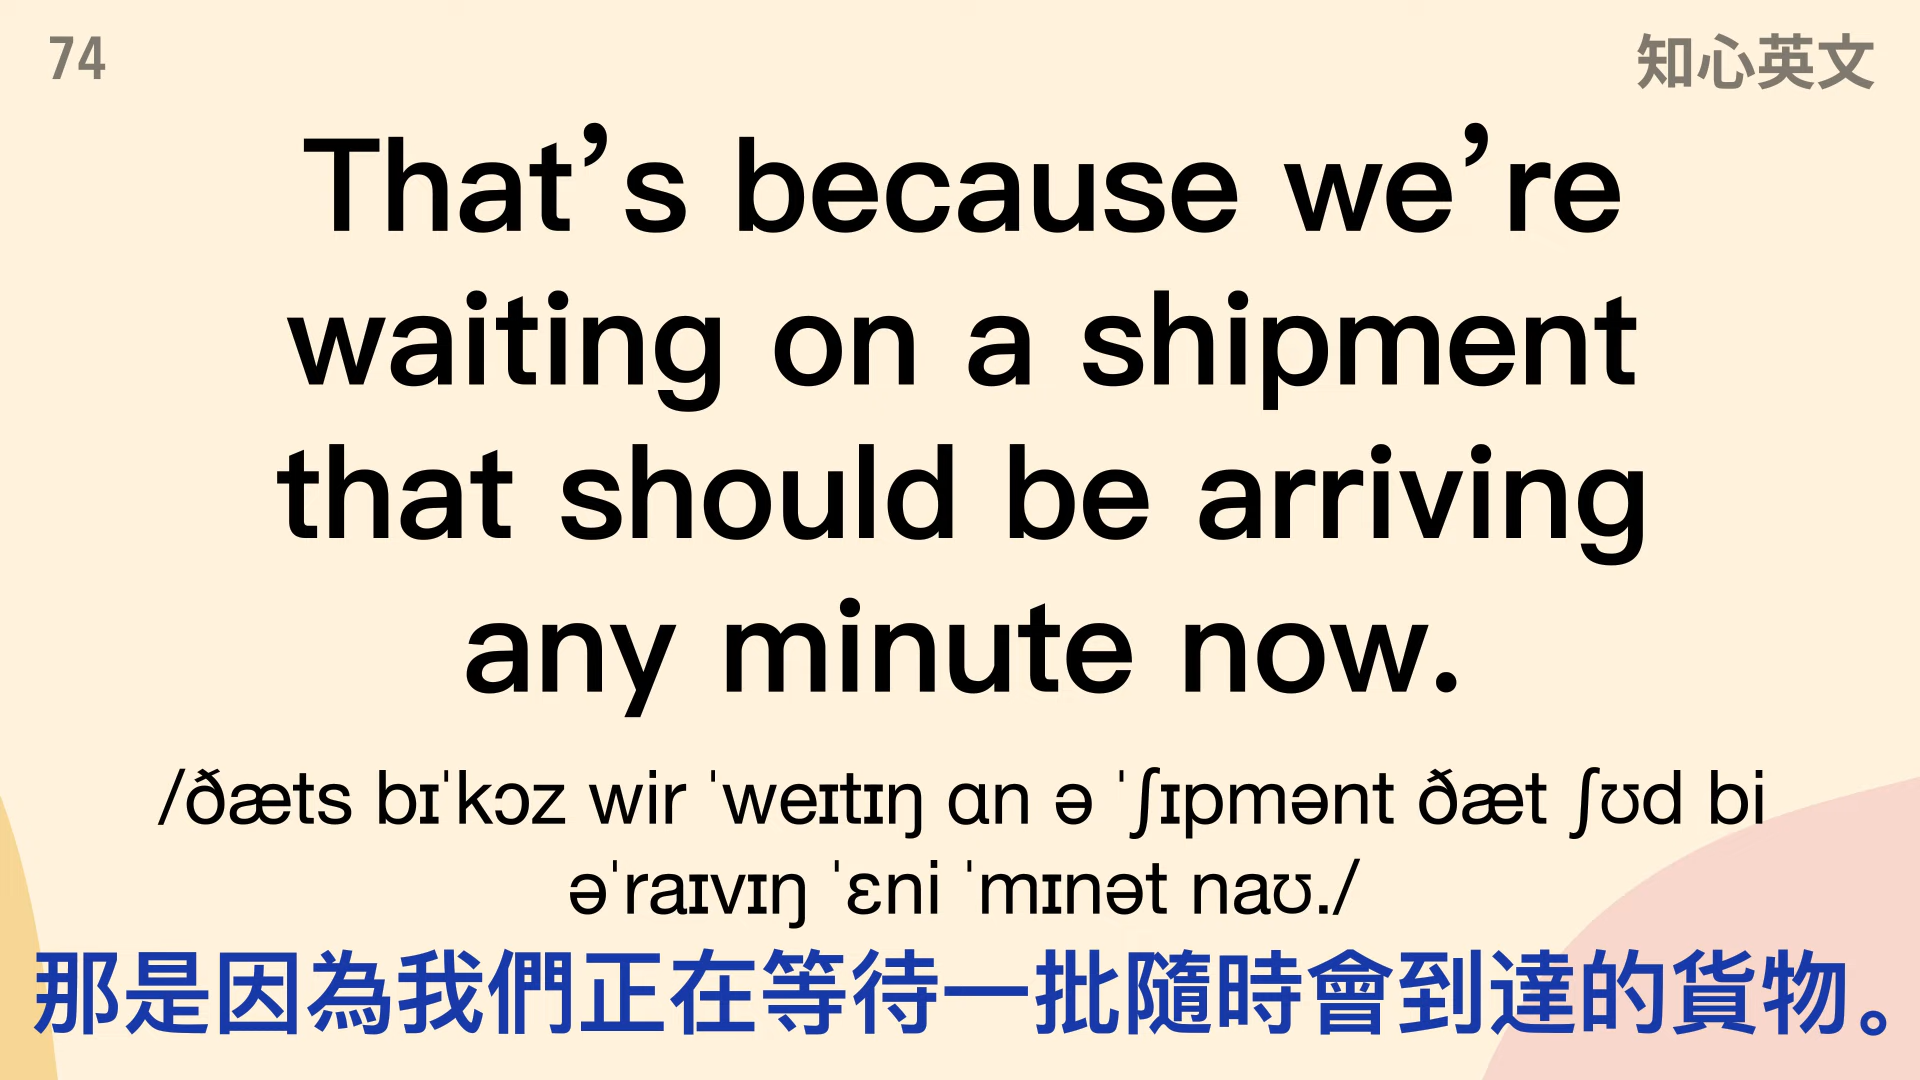 74
知心英文
That’s because we’re
waiting on a shipment
that should be arriving
any minute now.
/ðæts bɪˈkɔz wir ˈweɪtɪŋ ɑn ə ˈʃɪpmənt ðæt ʃʊd bi
əˈraɪvɪŋ ˈɛni ˈmɪnət naʊ./
那是因為我們正在等待一批隨時會到達的貨物。